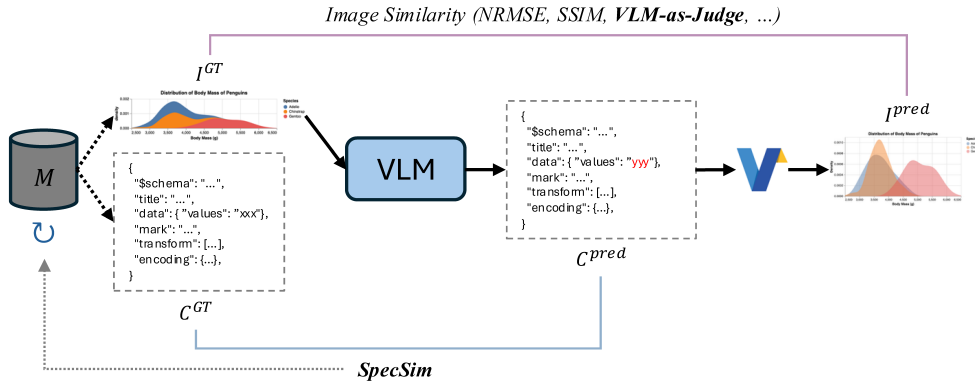 Image Similarity (NRMSE, SSIM, VLM-as-Judge, …)
I^GT
I^pred
Distribution of Body Mass of Penguins
Species
Adelie
Chinstrap
Gentoo
Body Mass (g)
M
{
"$schema": "...",
"title": "...",
"data": { "values": "xxx"},
"mark": "...",
"transform": [...],
"encoding": {...},
}
C^GT
VLM
{
"$schema": "...",
"title": "...",
"data": { "values": "yyy"},
"mark": "...",
"transform": [...],
"encoding": {...},
}
C^pred
Distribution of Body Mass of Penguins
Body Mass (g)
SpecSim